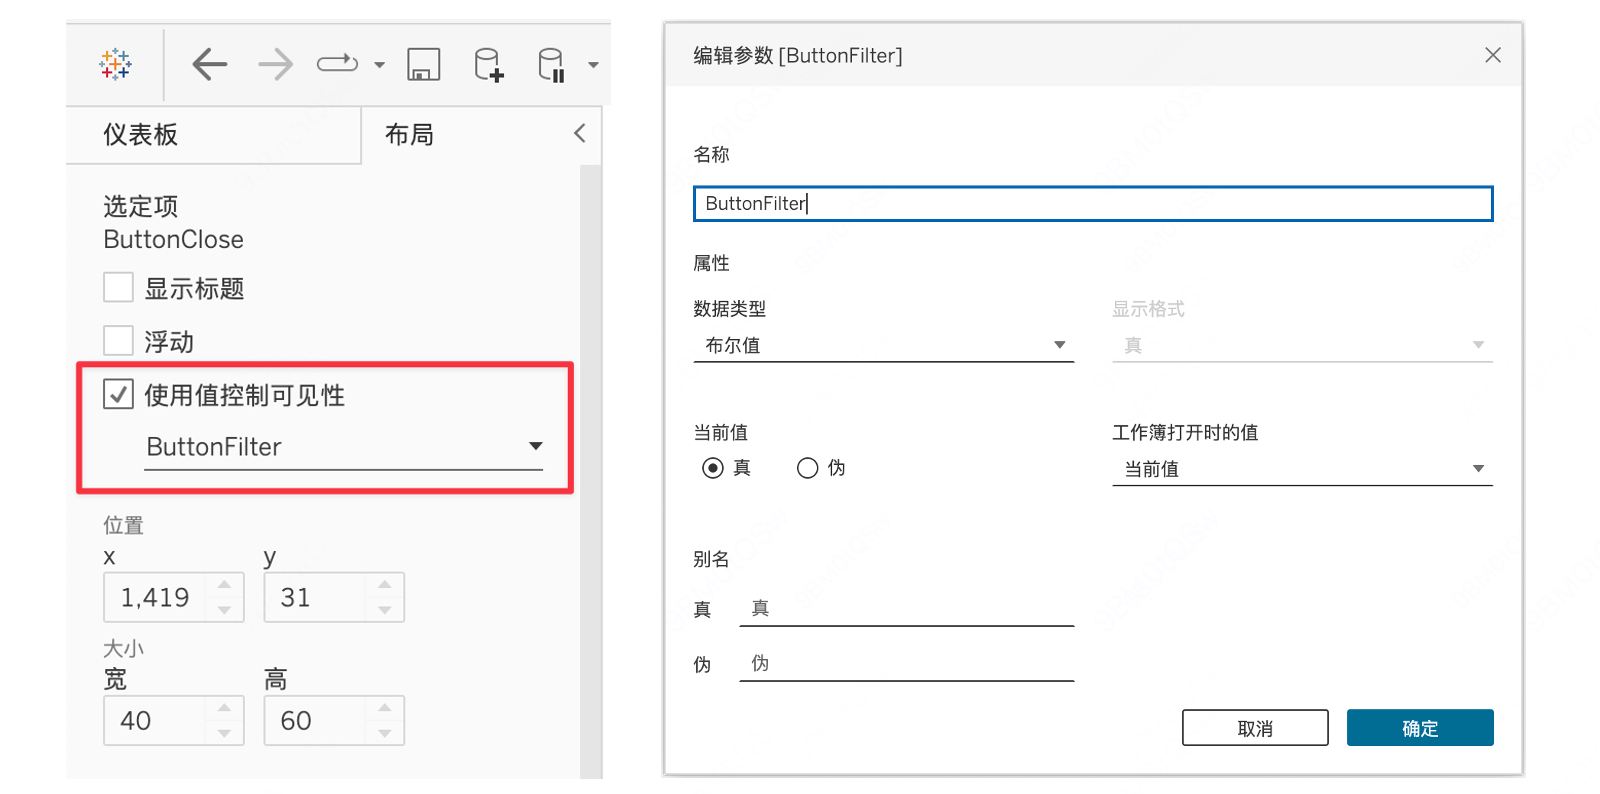 仪表板
布局
选定项
ButtonClose
显示标题
浮动
使用值控制可见性
ButtonFilter
位置
x y
1,419 31
大小
宽 高
40 60
编辑参数 [ButtonFilter]
名称
ButtonFilter
属性
数据类型 显示格式
布尔值 真
当前值 工作簿打开时的值
真 伪 当前值
别名
真 真
伪 伪
取消 确定